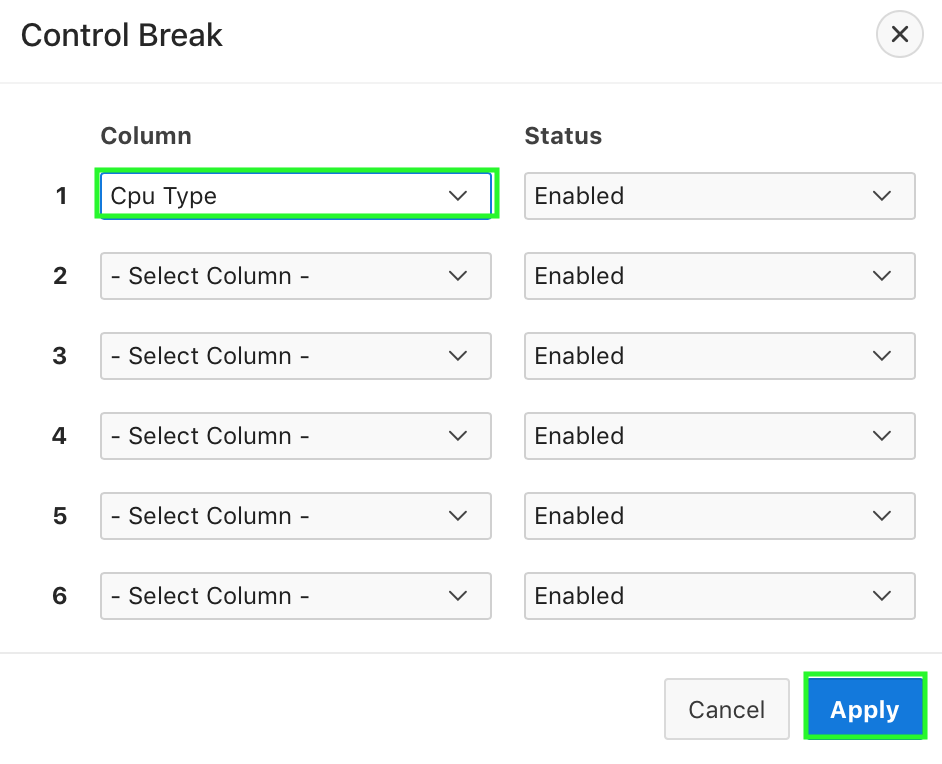 Control Break
Column Status
1 Cpu Type Enabled
2 - Select Column - Enabled
3 - Select Column - Enabled
4 - Select Column - Enabled
5 - Select Column - Enabled
6 - Select Column - Enabled
Cancel Apply